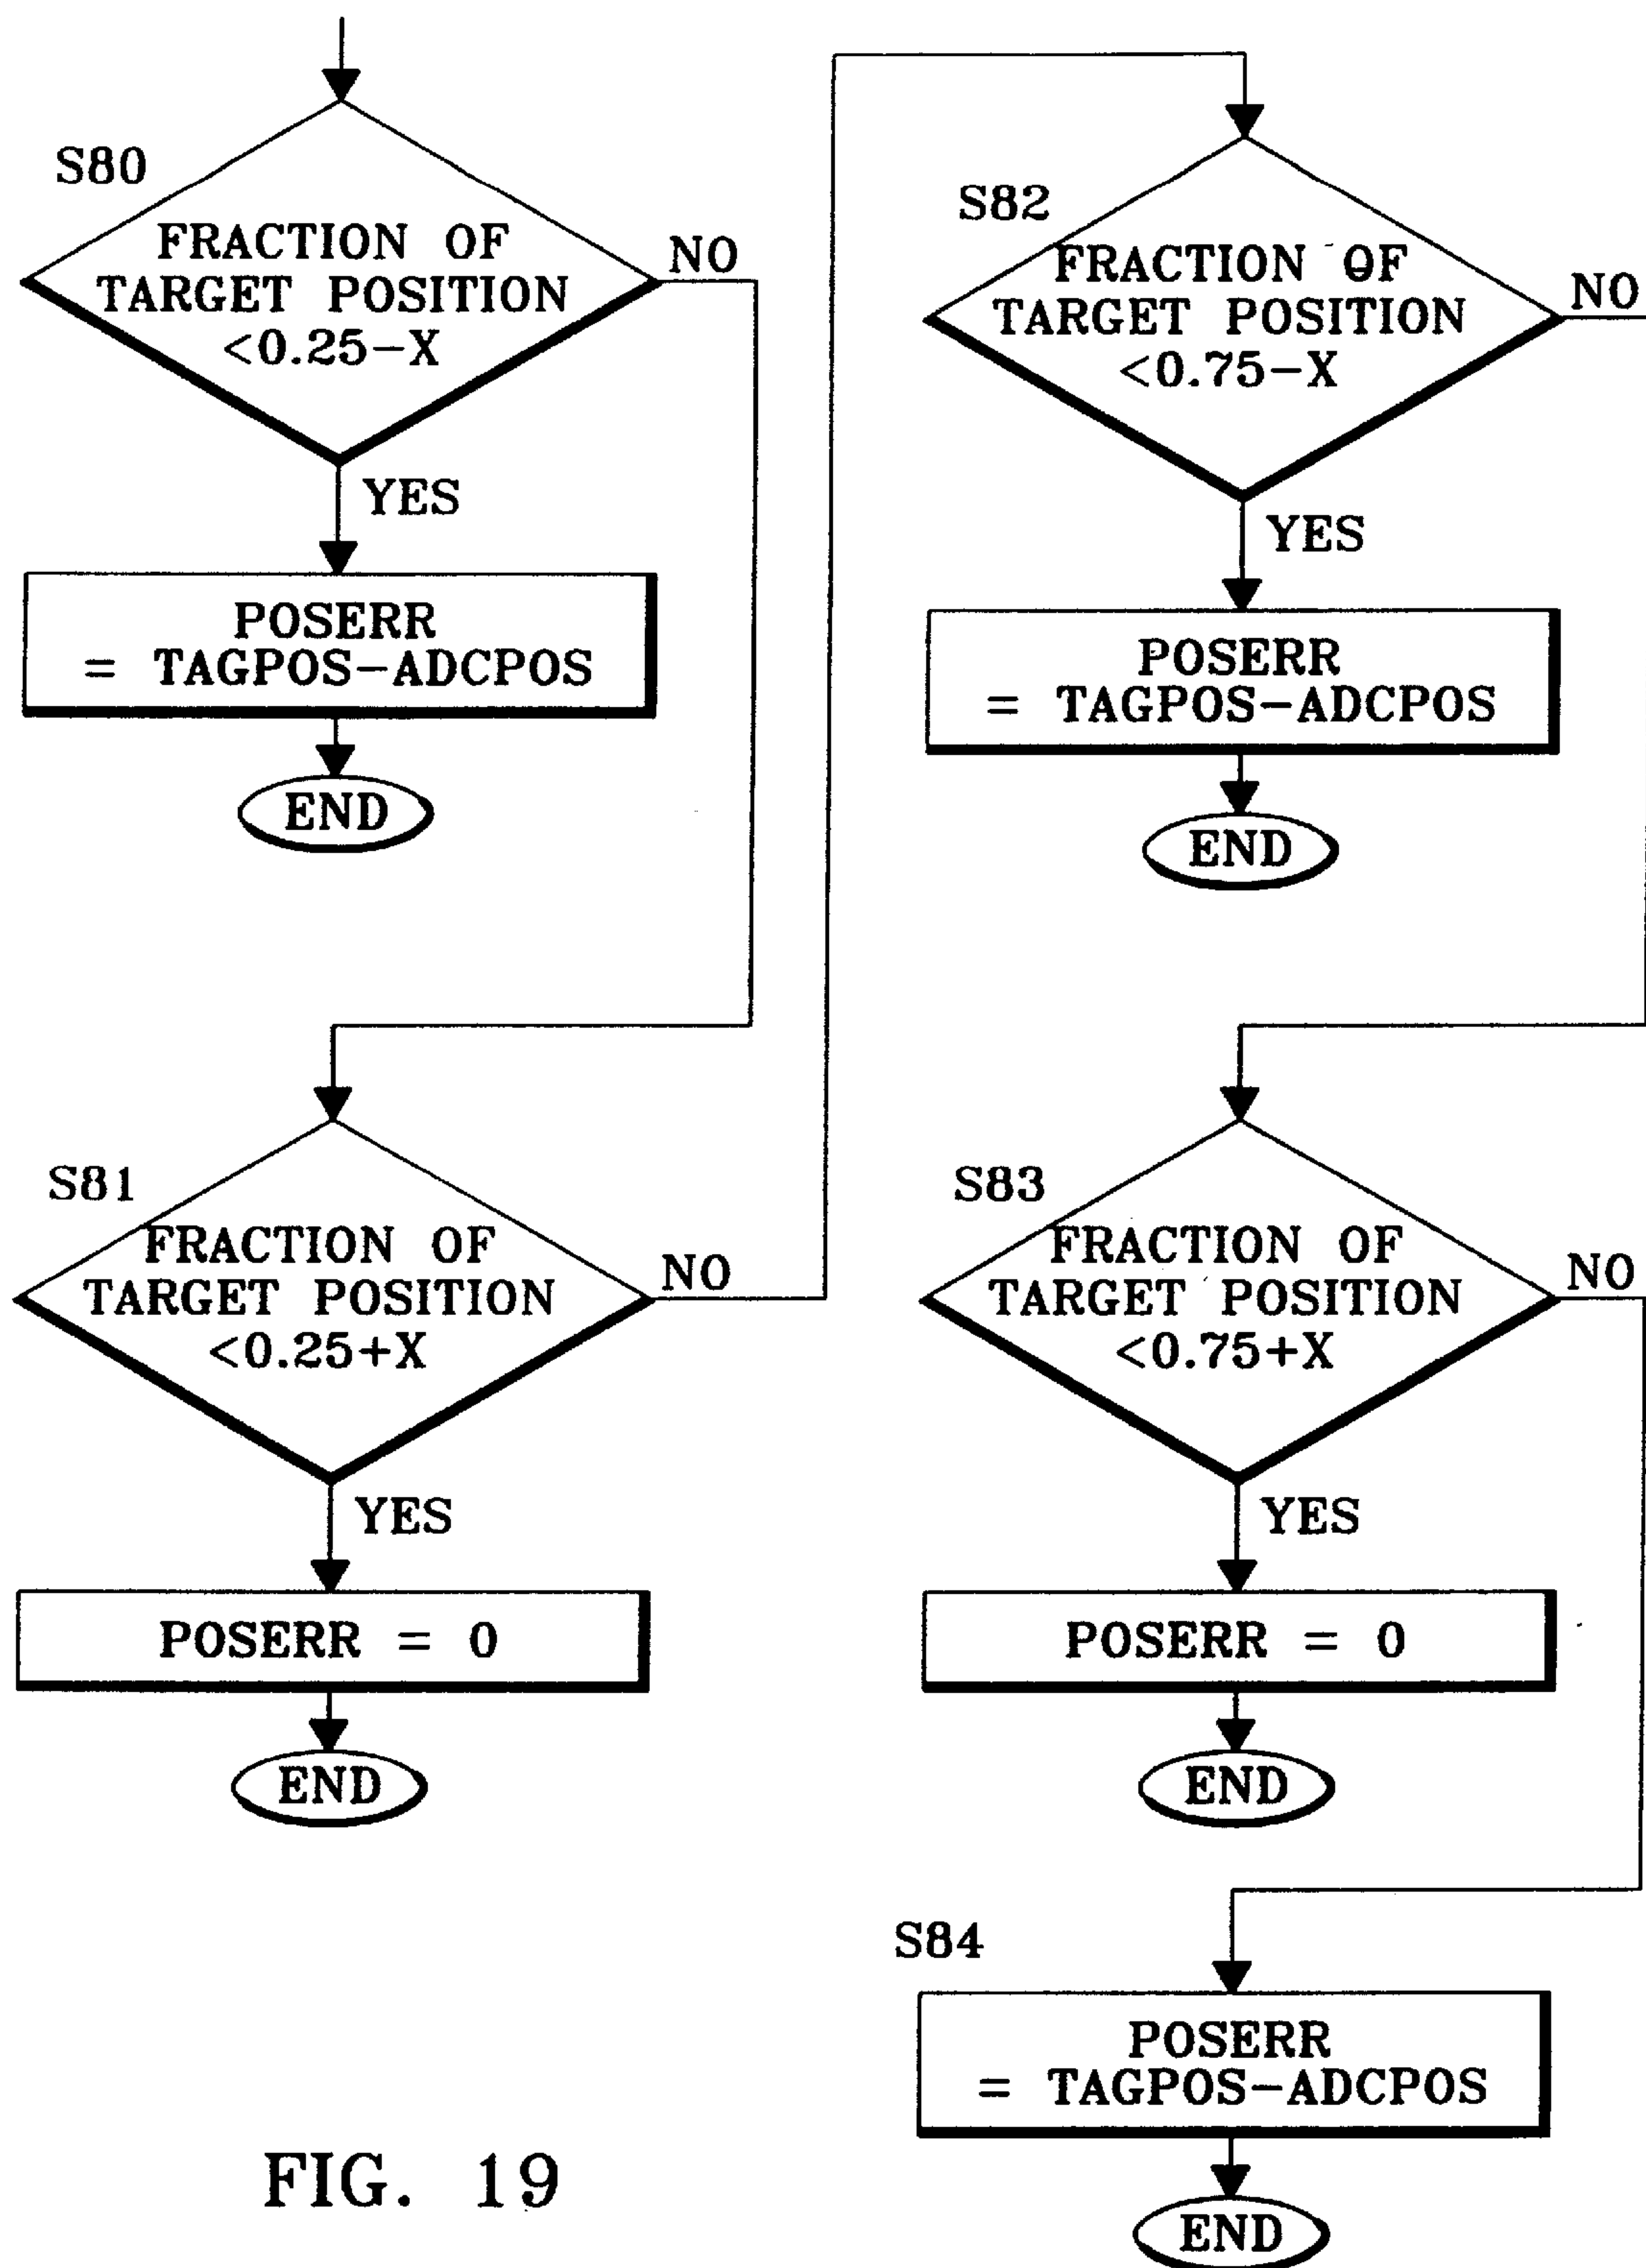 S80
FRACTION OF
TARGET POSITION
<0.25-X
NO
YES
POSERR
= TAGPOS-ADCPOS
END
S81
FRACTION OF
TARGET POSITION
<0.25+X
NO
YES
POSERR = 0
END
S82
FRACTION OF
TARGET POSITION
<0.75-X
NO
YES
POSERR
= TAGPOS-ADCPOS
END
S83
FRACTION OF
TARGET POSITION
<0.75+X
NO
YES
POSERR = 0
END
S84
POSERR
= TAGPOS-ADCPOS
END
FIG. 19